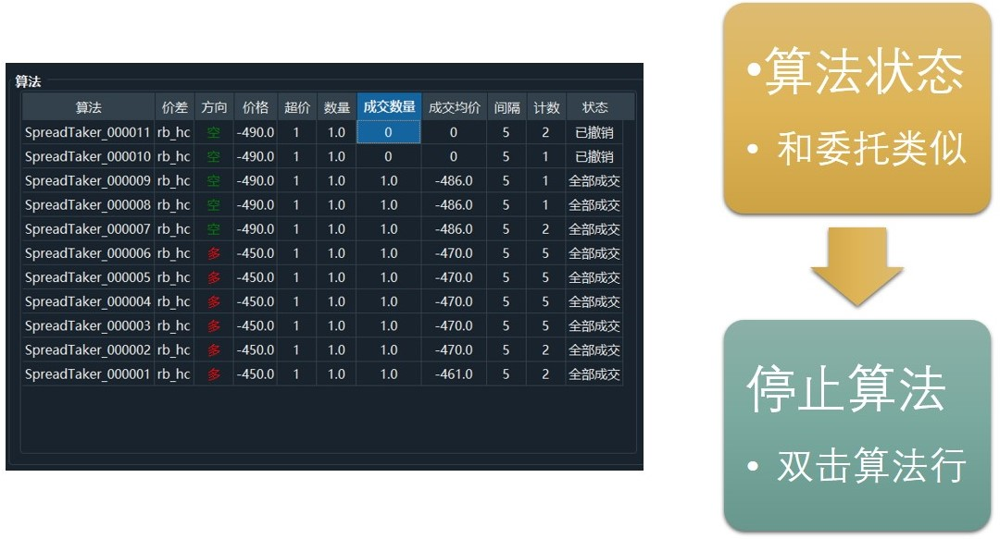 算法
算法 价差 方向 价格 超价 数量 成交数量 成交均价 间隔 计数 状态
SpreadTaker_000011 rb_hc 空 -490.0 1 1.0 0 0 5 2 已撤销
SpreadTaker_000010 rb_hc 空 -490.0 1 1.0 0 0 5 1 已撤销
SpreadTaker_000009 rb_hc 空 -490.0 1 1.0 1.0 -486.0 5 1 全部成交
SpreadTaker_000008 rb_hc 空 -490.0 1 1.0 1.0 -486.0 5 1 全部成交
SpreadTaker_000007 rb_hc 空 -490.0 1 1.0 1.0 -486.0 5 2 全部成交
SpreadTaker_000006 rb_hc 多 -450.0 1 1.0 1.0 -470.0 5 5 全部成交
SpreadTaker_000005 rb_hc 多 -450.0 1 1.0 1.0 -470.0 5 5 全部成交
SpreadTaker_000004 rb_hc 多 -450.0 1 1.0 1.0 -470.0 5 5 全部成交
SpreadTaker_000003 rb_hc 多 -450.0 1 1.0 1.0 -470.0 5 5 全部成交
SpreadTaker_000002 rb_hc 多 -450.0 1 1.0 1.0 -470.0 5 2 全部成交
SpreadTaker_000001 rb_hc 多 -450.0 1 1.0 1.0 -461.0 5 2 全部成交
•算法状态
• 和委托类似
停止算法
• 双击算法行